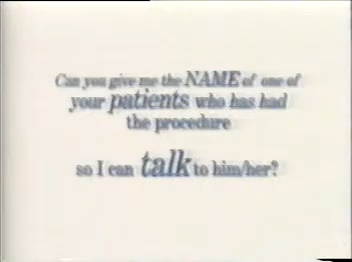 Can you give me the NAME of one of
your patients who has had
the procedure
so I can talk to him/her?